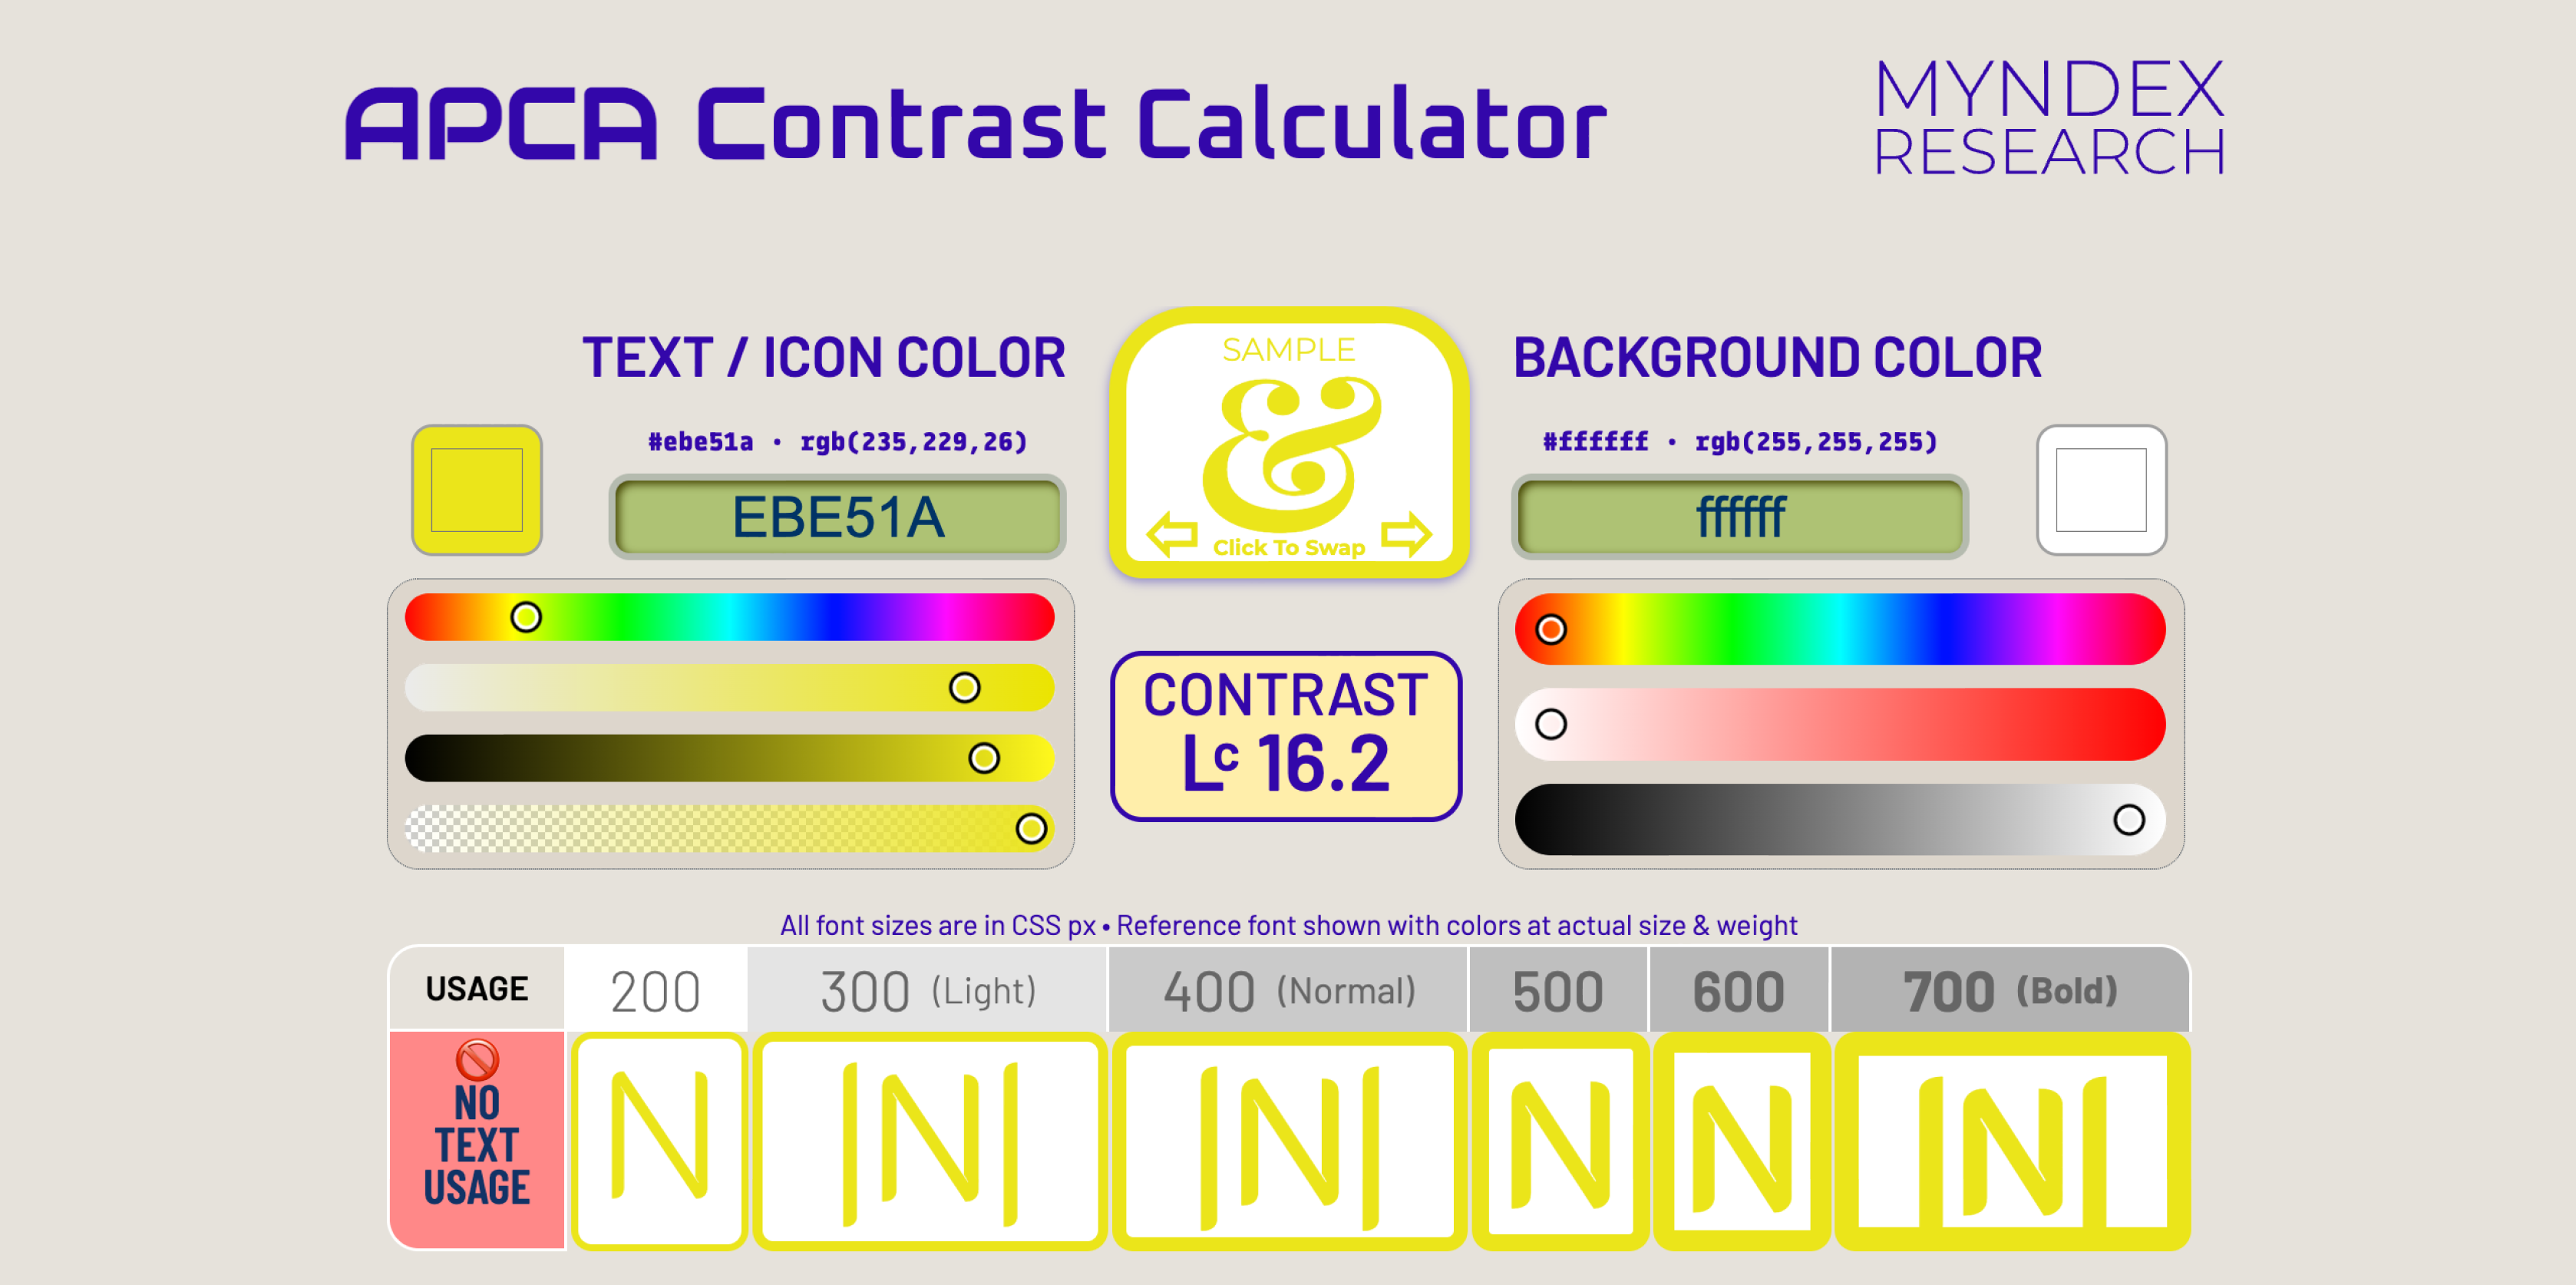 APCA Contrast Calculator
MYNDEX
RESEARCH
TEXT / ICON COLOR
#ebe51a • rgb(235,229,26)
EBE51A
SAMPLE
&
Click To Swap
BACKGROUND COLOR
#ffffff • rgb(255,255,255)
ffffff
CONTRAST
Lc 16.2
All font sizes are in CSS px • Reference font shown with colors at actual size & weight
USAGE 200 300 (Light) 400 (Normal) 500 600 700 (Bold)
NO
TEXT
USAGE
N |N| |N| N N |N|